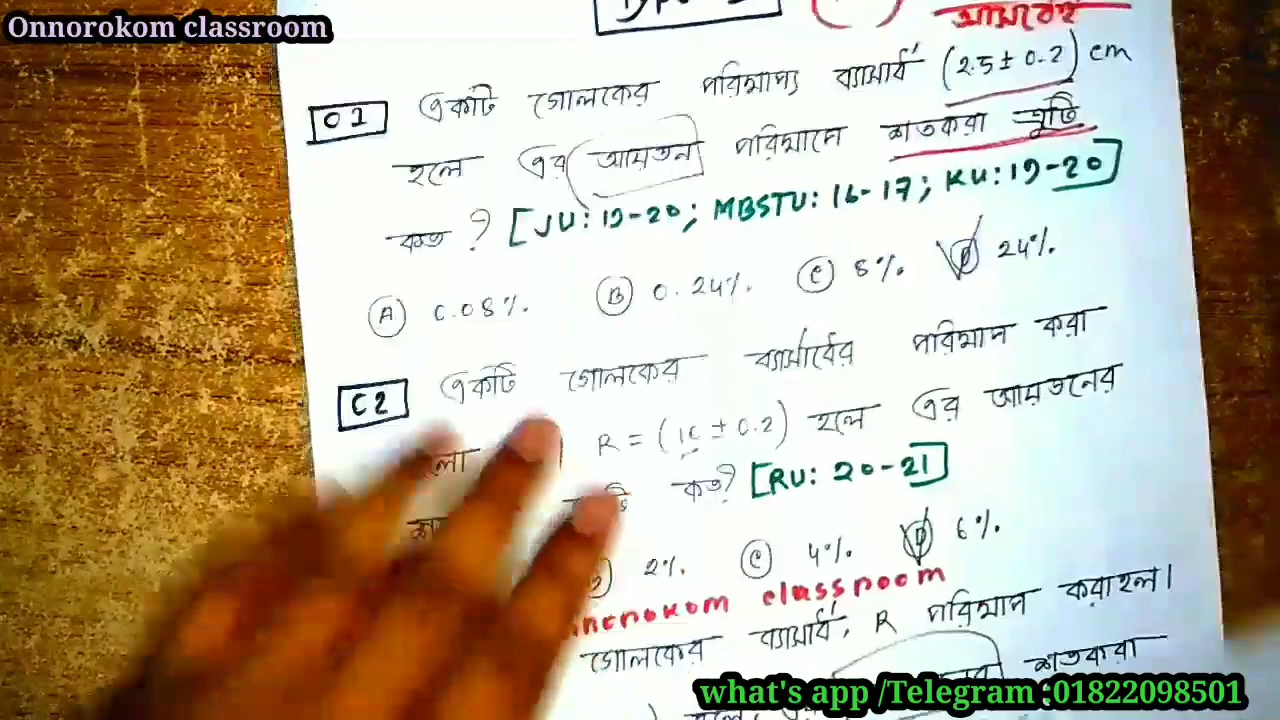 Onnorokom classroom
01 একটি গোলকের পরিমাপ্য ব্যাসার্ধ (2.5 ± 0.2) cm
হলে এর আয়তন পরিমাপে শতকরা ত্রুটি
কত? [JU: 19-20; MBSTU: 16-17; KU: 19-20]
(A) 0.08%. (B) 0.24%. (C) 8%. (D) 24%.
02 একটি গোলকের ব্যাসার্ধের পরিমাপ করা
লো R = (10 ± 0.2) হলে এর আয়তনের
কত? [RU: 20-21]
2%. (C) 4%. (D) 6%.
classroom
গোলকের ব্যাসার্ধ, R পরিমাপ করা হল।
শতকরা
what's app /Telegram :01822098501